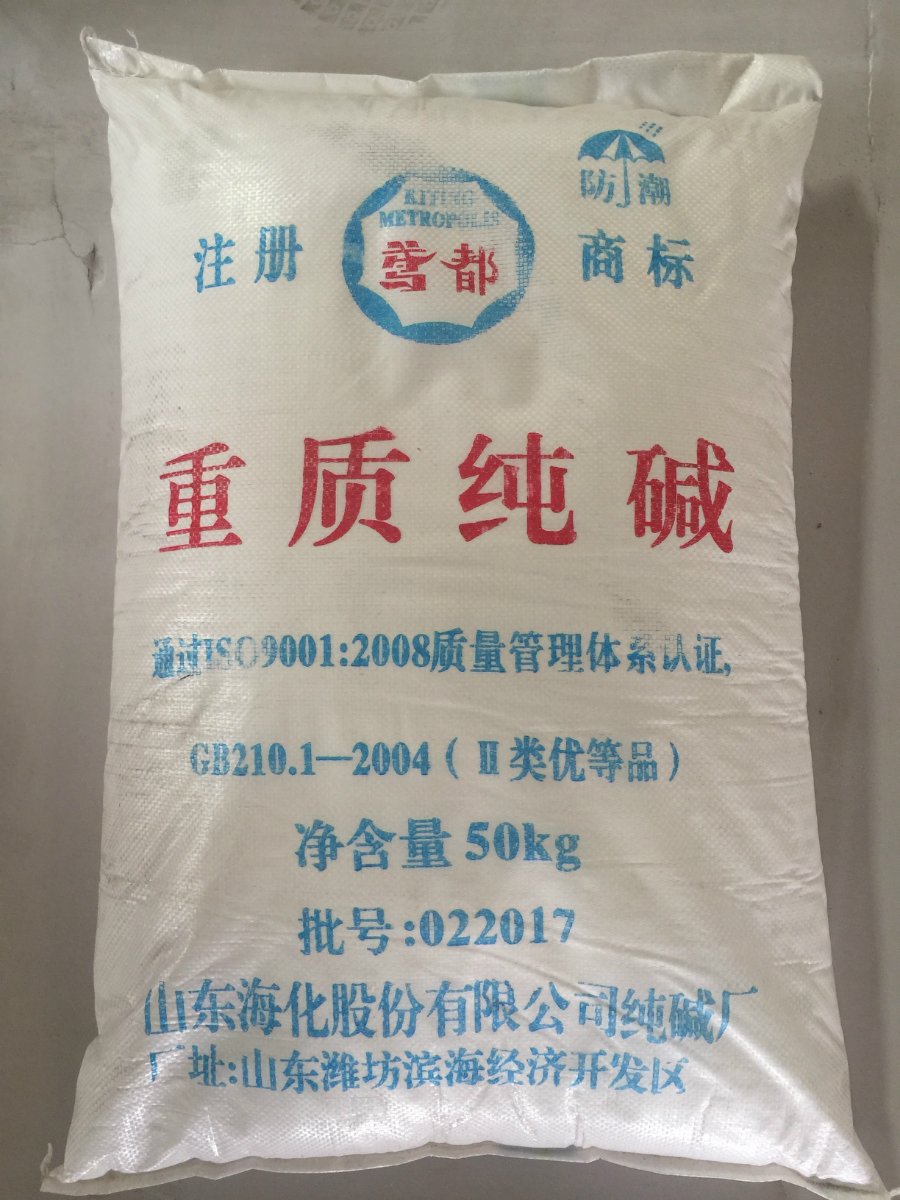 防潮
KITING
METROPOLIS
注册 鸢都 商标
重质纯碱
通过ISO9001:2008质量管理体系认证,
GB210.1—2004(Ⅱ类优等品)
净含量50kg
批号:022017
山东海化股份有限公司纯碱厂
厂址:山东潍坊滨海经济开发区